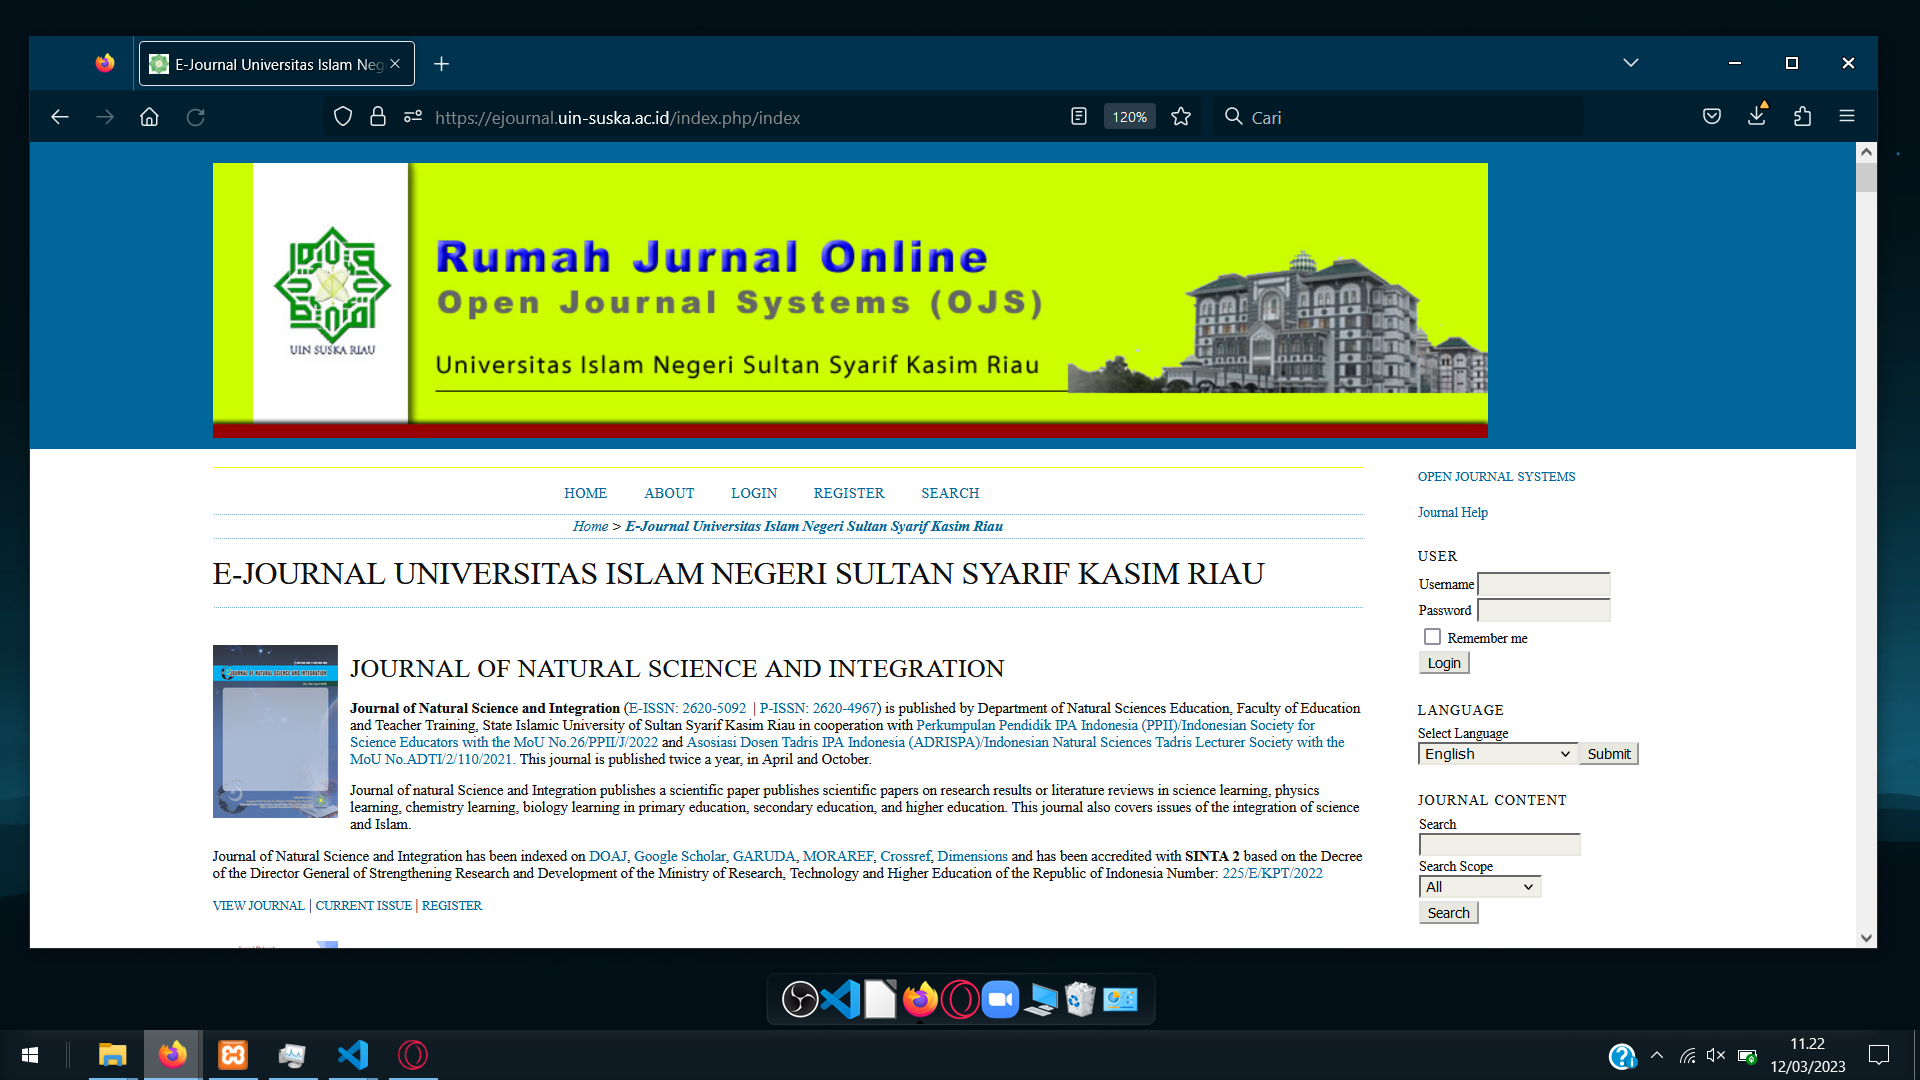 E-Journal Universitas Islam Neg
https://ejournal.uin-suska.ac.id/index.php/index
120%
Cari
UIN SUSKA RIAU
Rumah Jurnal Online
Open Journal Systems (OJS)
Universitas Islam Negeri Sultan Syarif Kasim Riau
HOME ABOUT LOGIN REGISTER SEARCH
Home > E-Journal Universitas Islam Negeri Sultan Syarif Kasim Riau
E-JOURNAL UNIVERSITAS ISLAM NEGERI SULTAN SYARIF KASIM RIAU
JOURNAL OF NATURAL SCIENCE AND INTEGRATION
JOURNAL OF NATURAL SCIENCE AND INTEGRATION
Journal of Natural Science and Integration (E-ISSN: 2620-5092 | P-ISSN: 2620-4967) is published by Department of Natural Sciences Education, Faculty of Education
and Teacher Training, State Islamic University of Sultan Syarif Kasim Riau in cooperation with Perkumpulan Pendidik IPA Indonesia (PPII)/Indonesian Society for
Science Educators with the MoU No.26/PPII/J/2022 and Asosiasi Dosen Tadris IPA Indonesia (ADRISPA)/Indonesian Natural Sciences Tadris Lecturer Society with the
MoU No.ADTI/2/110/2021. This journal is published twice a year, in April and October.
Journal of natural Science and Integration publishes a scientific paper publishes scientific papers on research results or literature reviews in science learning, physics
learning, chemistry learning, biology learning in primary education, secondary education, and higher education. This journal also covers issues of the integration of science
and Islam.
Journal of Natural Science and Integration has been indexed on DOAJ, Google Scholar, GARUDA, MORAREF, Crossref, Dimensions and has been accredited with SINTA 2 based on the Decree
of the Director General of Strengthening Research and Development of the Ministry of Research, Technology and Higher Education of the Republic of Indonesia Number: 225/E/KPT/2022
VIEW JOURNAL | CURRENT ISSUE | REGISTER
OPEN JOURNAL SYSTEMS
Journal Help
USER
Username
Password
Remember me
Login
LANGUAGE
Select Language
English Submit
JOURNAL CONTENT
Search
Search Scope
All
Search
11.22
12/03/2023